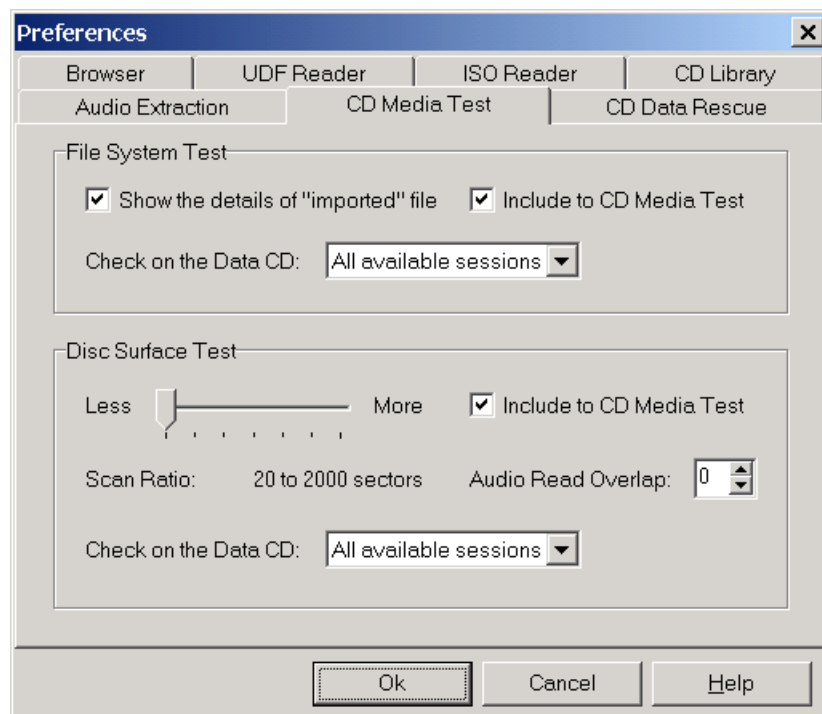 Preferences
Browser UDF Reader ISO Reader CD Library
Audio Extraction CD Media Test CD Data Rescue
File System Test
Show the details of "imported" file Include to CD Media Test
Check on the Data CD: All available sessions
Disc Surface Test
Less More Include to CD Media Test
Scan Ratio: 20 to 2000 sectors Audio Read Overlap: 0
Check on the Data CD: All available sessions
Ok Cancel Help